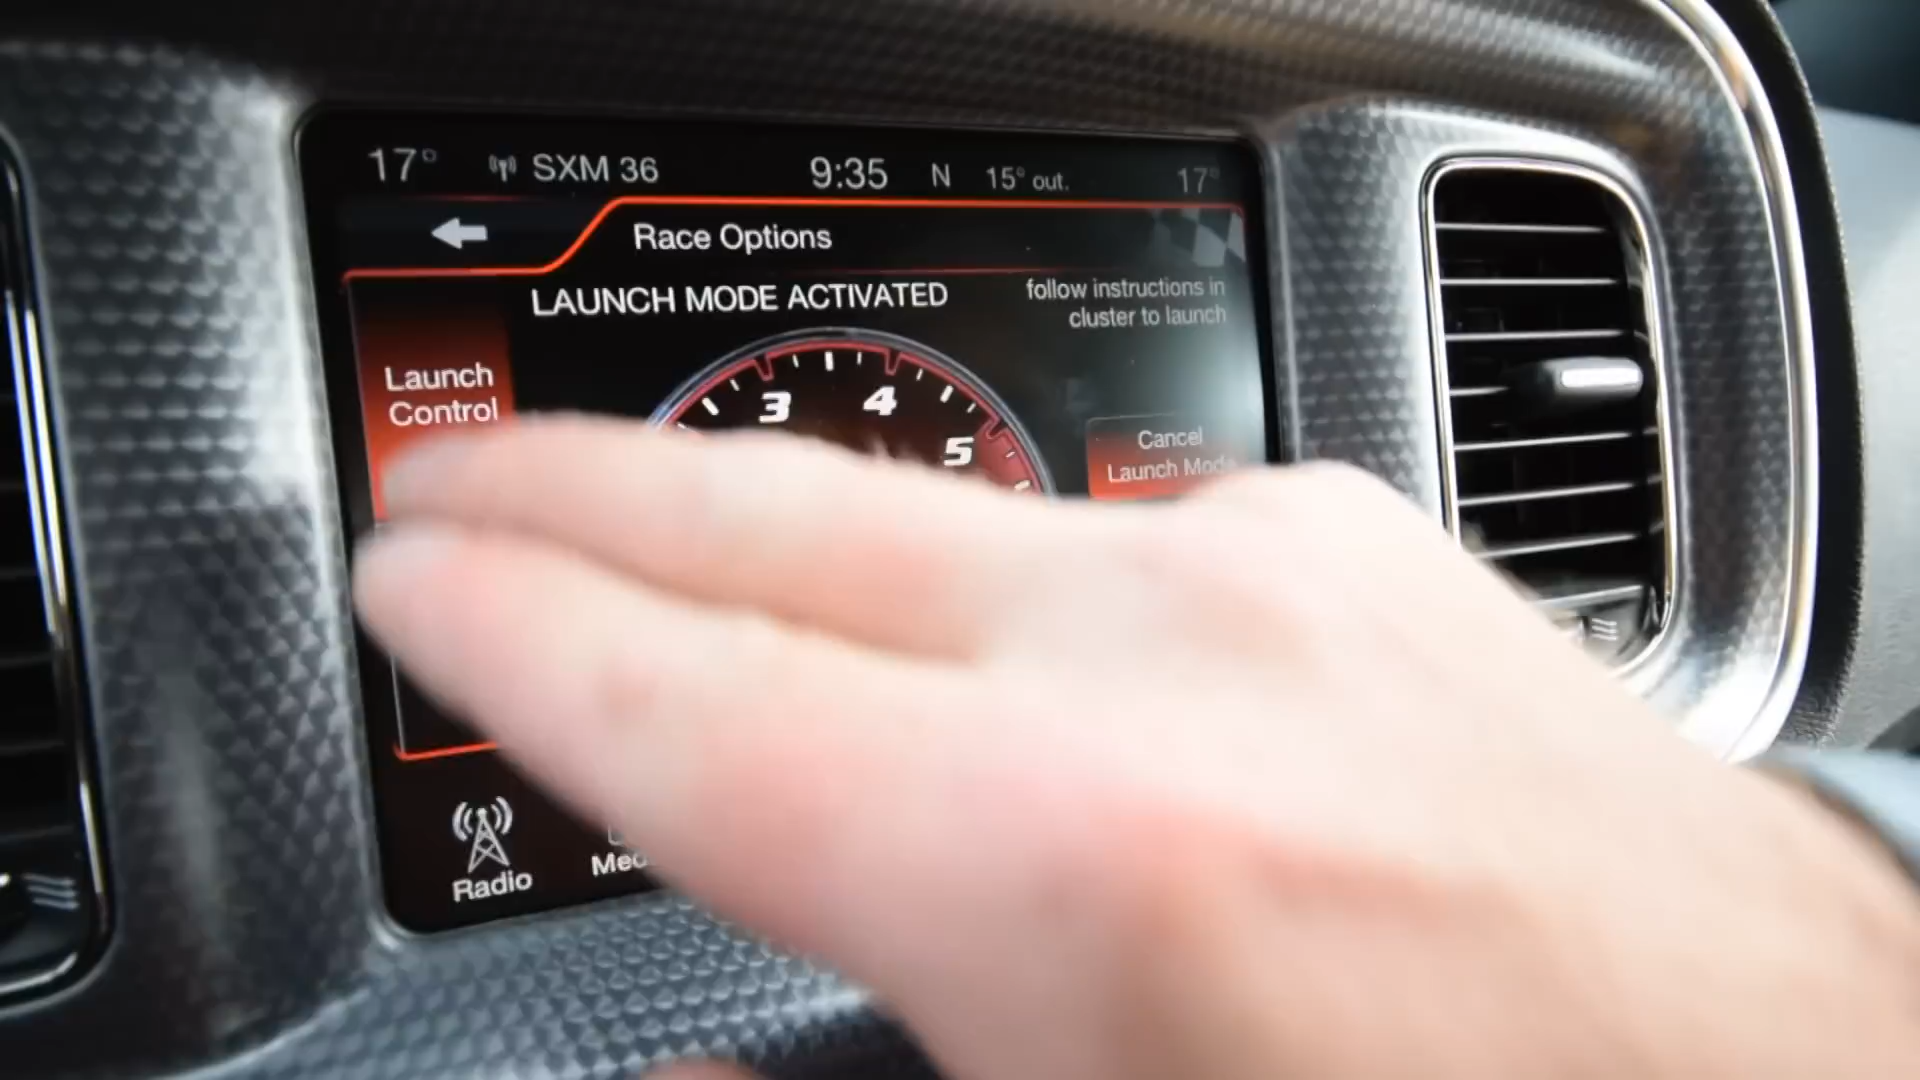 17° SXM 36 9:35 N 15° out. 17°
Race Options
LAUNCH MODE ACTIVATED
follow instructions in
cluster to launch
Launch
Control
3 4
5
Cancel
Launch Mode
Radio